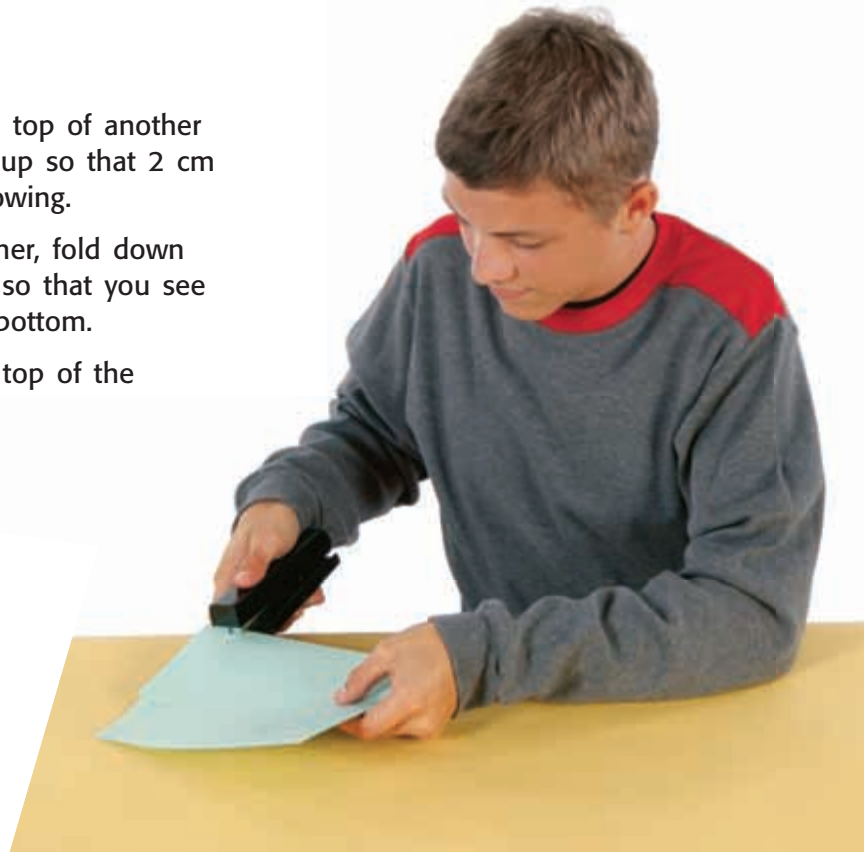 top of another
up so that 2 cm
owing.
her, fold down
so that you see
bottom.
top of the